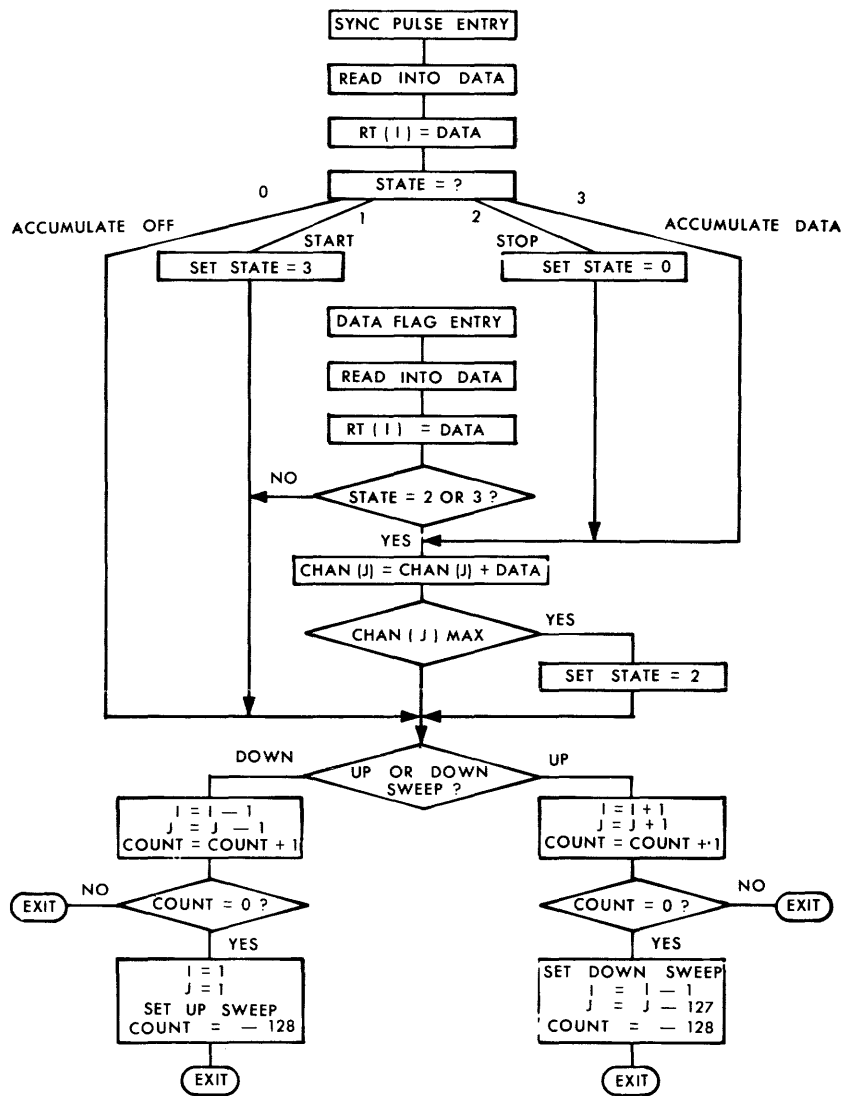 SYNC PULSE ENTRY
READ INTO DATA
RT ( I ) = DATA
STATE = ?
0
1
2
3
ACCUMULATE OFF
START
STOP
ACCUMULATE DATA
SET STATE = 3
SET STATE = 0
DATA FLAG ENTRY
READ INTO DATA
RT ( I ) = DATA
NO
STATE = 2 OR 3 ?
YES
CHAN (J) = CHAN (J) + DATA
CHAN ( J ) MAX
YES
SET STATE = 2
DOWN
UP OR DOWN
SWEEP ?
UP
I = I — 1
J = J — 1
COUNT = COUNT + 1
I = I + 1
J = J + 1
COUNT = COUNT + 1
NO
EXIT
COUNT = 0 ?
COUNT = 0 ?
NO
EXIT
YES
YES
I = 1
J = 1
SET UP SWEEP
COUNT = — 128
SET DOWN SWEEP
I = I — 1
J = J — 127
COUNT = — 128
EXIT
EXIT